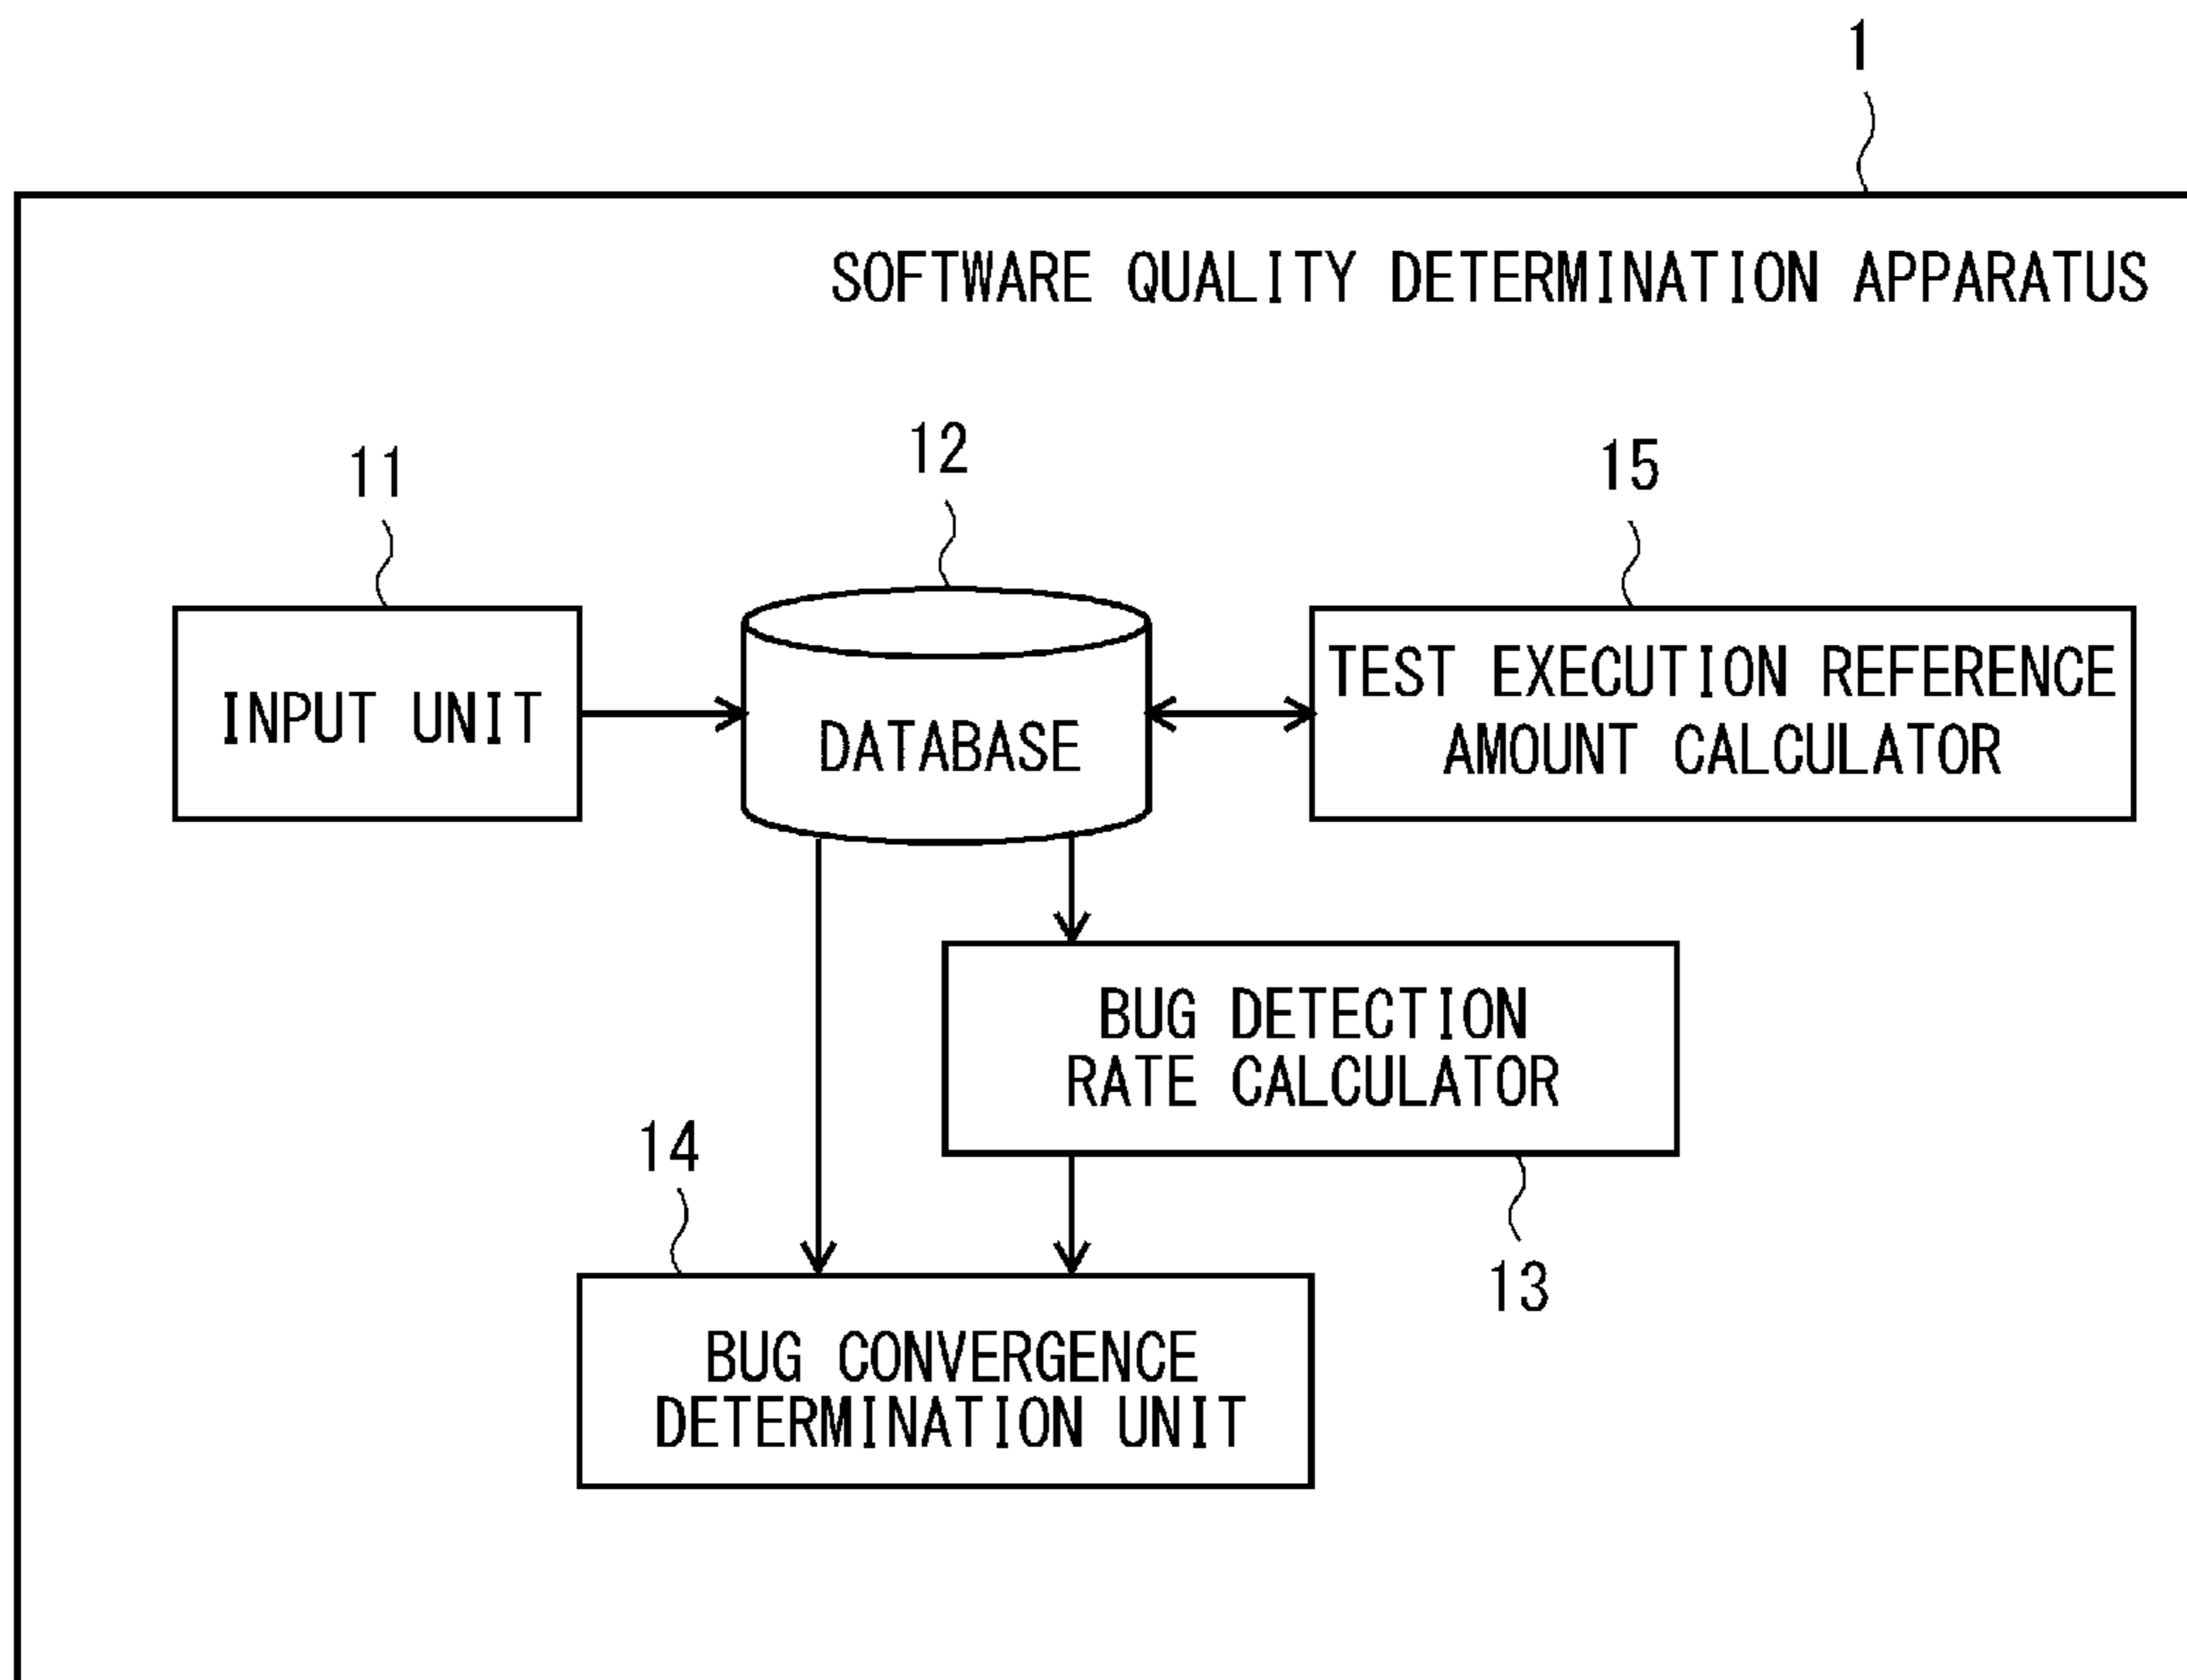 1
SOFTWARE QUALITY DETERMINATION APPARATUS
11
12
15
INPUT UNIT
DATABASE
TEST EXECUTION REFERENCE
AMOUNT CALCULATOR
BUG DETECTION
RATE CALCULATOR
14
13
BUG CONVERGENCE
DETERMINATION UNIT